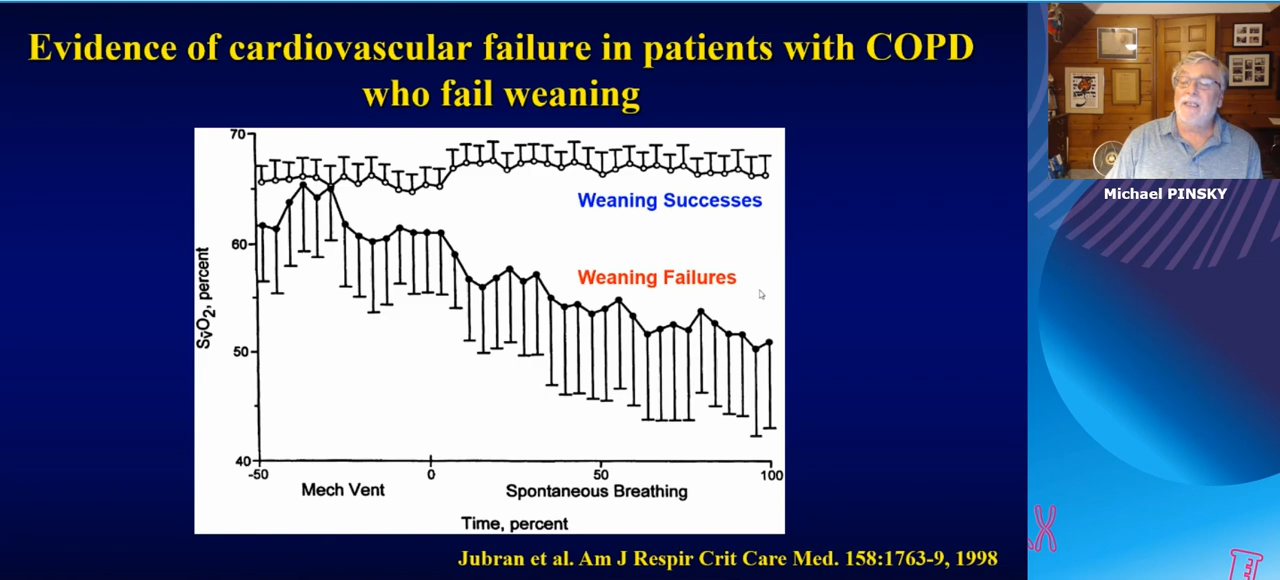 Evidence of cardiovascular failure in patients with COPD
who fail weaning
Michael PINSKY
70
60
50
40
Sv̄O₂, percent
Weaning Successes
Weaning Failures
-50
0
50
100
Mech Vent
Spontaneous Breathing
Time, percent
Jubran et al. Am J Respir Crit Care Med. 158:1763-9, 1998